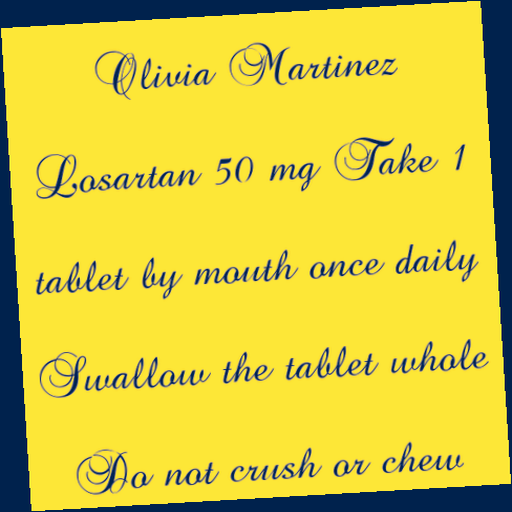 Olivia Martinez
Losartan 50 mg Take 1
tablet by mouth once daily
Swallow the tablet whole
Do not crush or chew